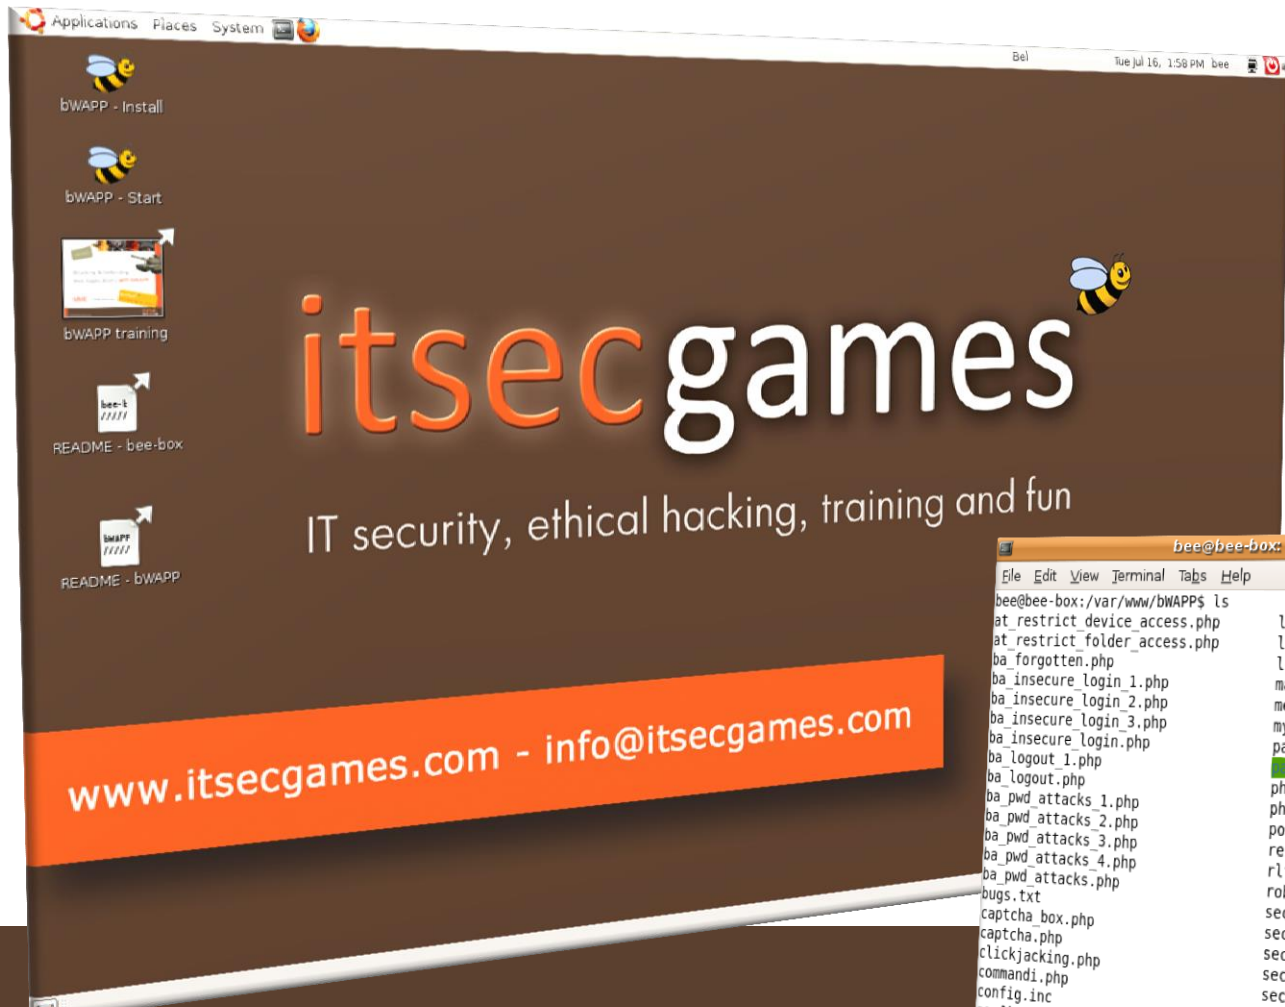 Applications Places System
Bel
Tue Jul 16, 1:58 PM bee
bWAPP - Install
bWAPP - Start
bWAPP training
bee-b
README - bee-box
bWAPP
README - bWAPP
itsecgames
IT security, ethical hacking, training and fun
www.itsecgames.com - info@itsecgames.com
bee@bee-box:
File Edit View Terminal Tabs Help
bee@bee-box:/var/www/bWAPP$ ls
at_restrict_device_access.php
at_restrict_folder_access.php
ba_forgotten.php
ba_insecure_login_1.php
ba_insecure_login_2.php
ba_insecure_login_3.php
ba_insecure_login.php
ba_logout_1.php
ba_logout.php
ba_pwd_attacks_1.php
ba_pwd_attacks_2.php
ba_pwd_attacks_3.php
ba_pwd_attacks_4.php
ba_pwd_attacks.php
bugs.txt
captcha_box.php
captcha.php
clickjacking.php
commandi.php
config.inc